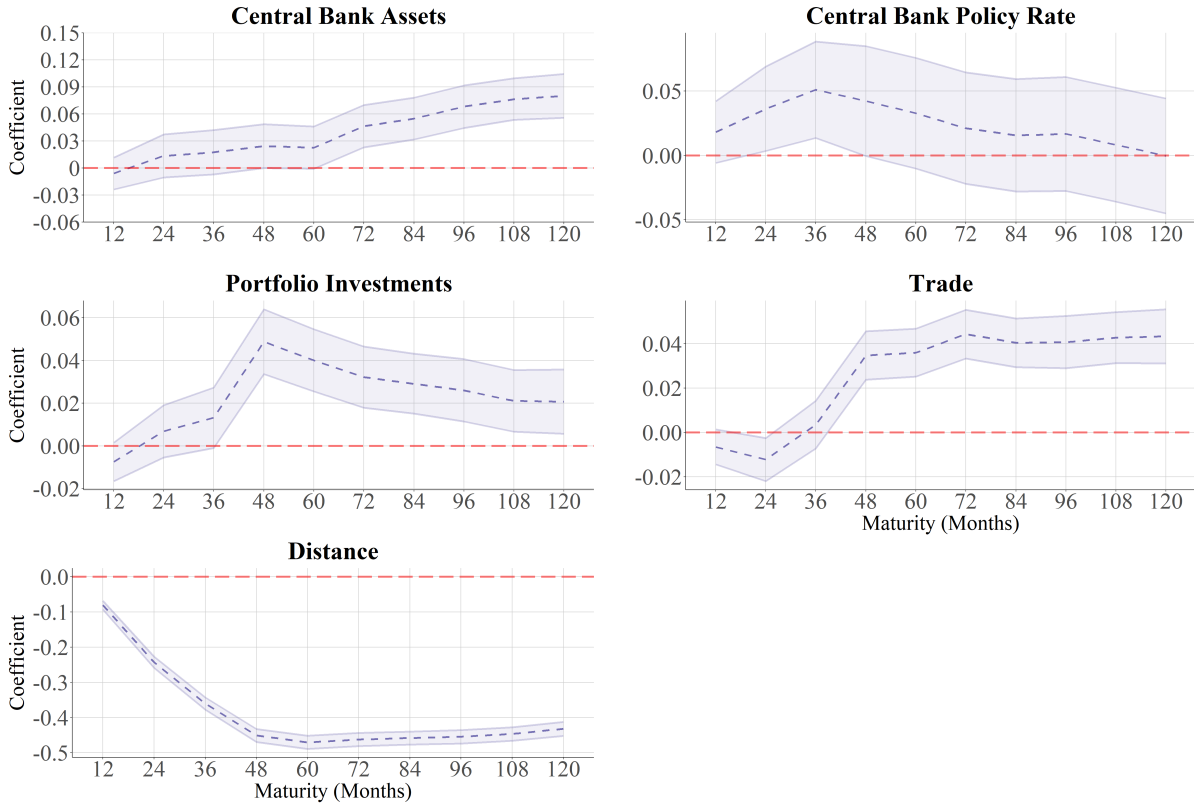 Central Bank Assets
Coefficient
0.15
0.12
0.09
0.06
0.03
0
-0.03
-0.06
12 24 36 48 60 72 84 96 108 120
Central Bank Policy Rate
0.05
0.00
-0.05
12 24 36 48 60 72 84 96 108 120
Portfolio Investments
Coefficient
0.06
0.04
0.02
0.00
-0.02
12 24 36 48 60 72 84 96 108 120
Trade
0.04
0.02
0.00
-0.02
12 24 36 48 60 72 84 96 108 120
Maturity (Months)
Distance
Coefficient
0.0
-0.1
-0.2
-0.3
-0.4
-0.5
12 24 36 48 60 72 84 96 108 120
Maturity (Months)